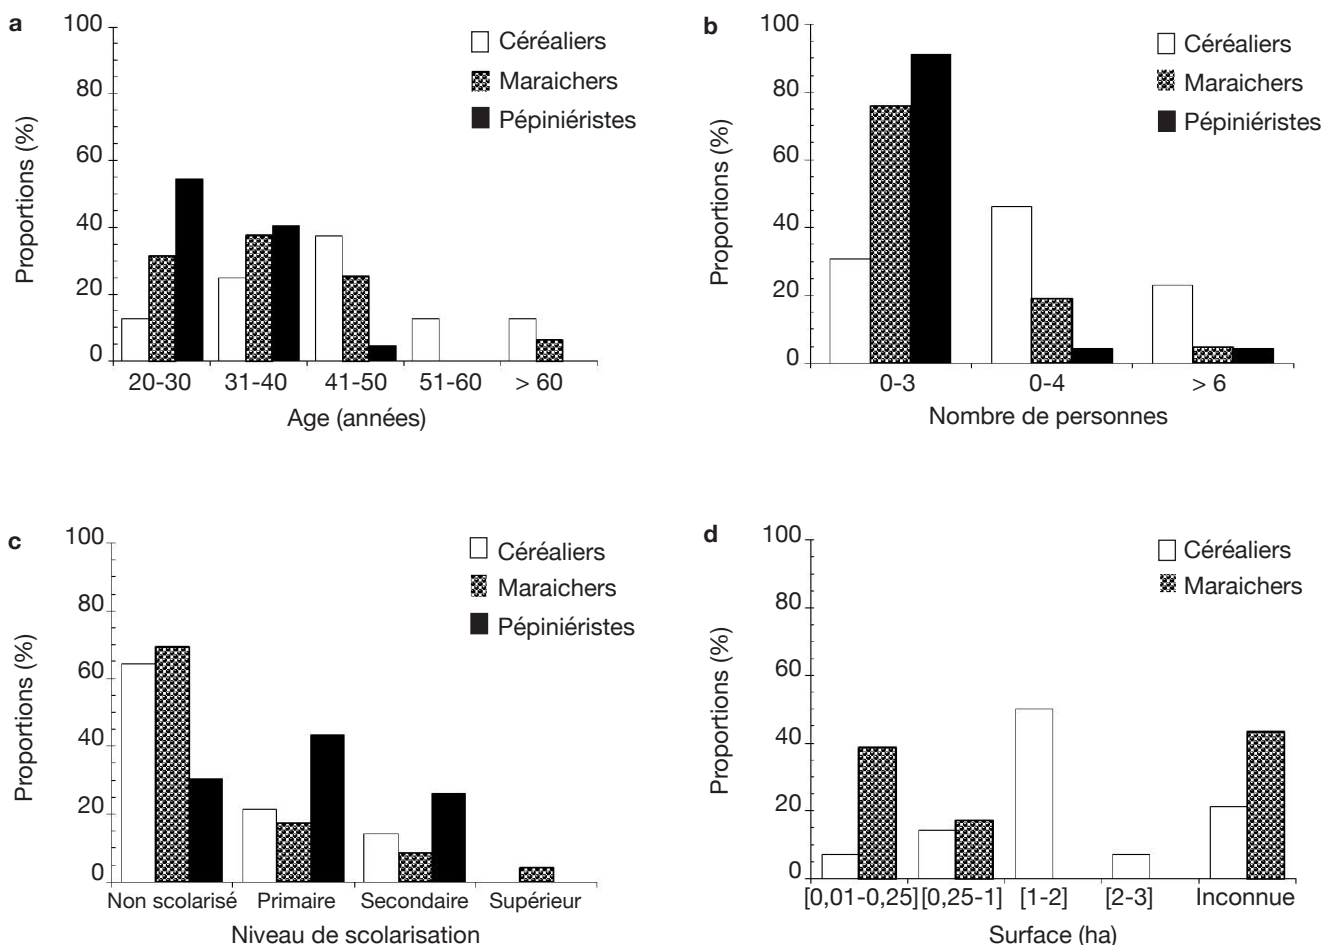 a
100
80
60
40
20
0
Proportions (%)
Céréaliers
Maraichers
Pépiniéristes
20-30 31-40 41-50 51-60 > 60
Age (années)
b
100
80
60
40
20
0
Proportions (%)
Céréaliers
Maraichers
Pépiniéristes
0-3 0-4 > 6
Nombre de personnes
c
100
80
60
40
20
0
Proportions (%)
Céréaliers
Maraichers
Pépiniéristes
Non scolarisé Primaire Secondaire Supérieur
Niveau de scolarisation
d
100
80
60
40
20
0
Proportions (%)
Céréaliers
Maraichers
[0,01-0,25] [0,25-1] [1-2] [2-3] Inconnue
Surface (ha)